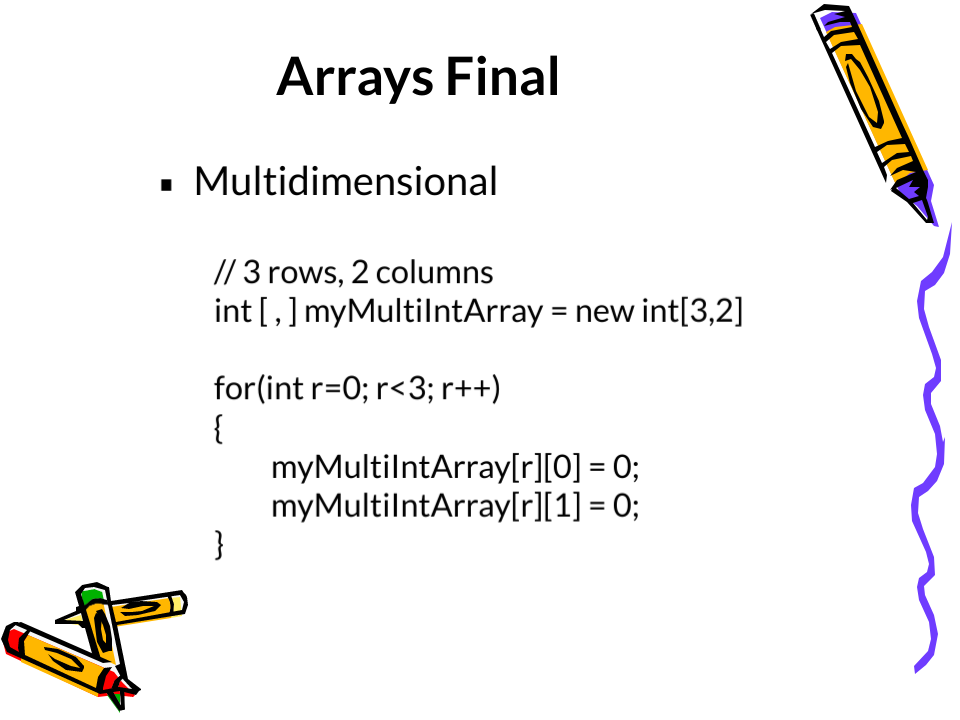 Arrays Final
▪ Multidimensional
// 3 rows, 2 columns
int [ , ] myMultiIntArray = new int[3,2]
for(int r=0; r<3; r++)
{
myMultiIntArray[r][0] = 0;
myMultiIntArray[r][1] = 0;
}